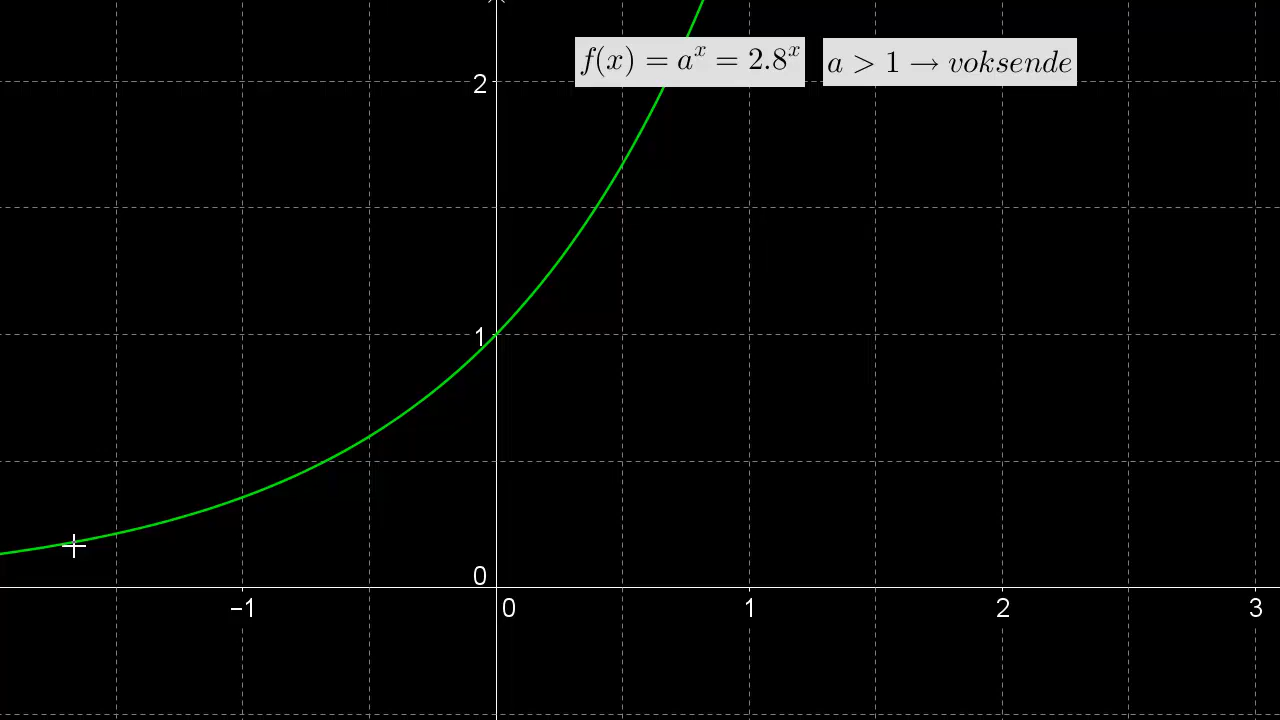 f(x) = a^x = 2.8^x a > 1 → voksende
2
1
0
−1 0 1 2 3